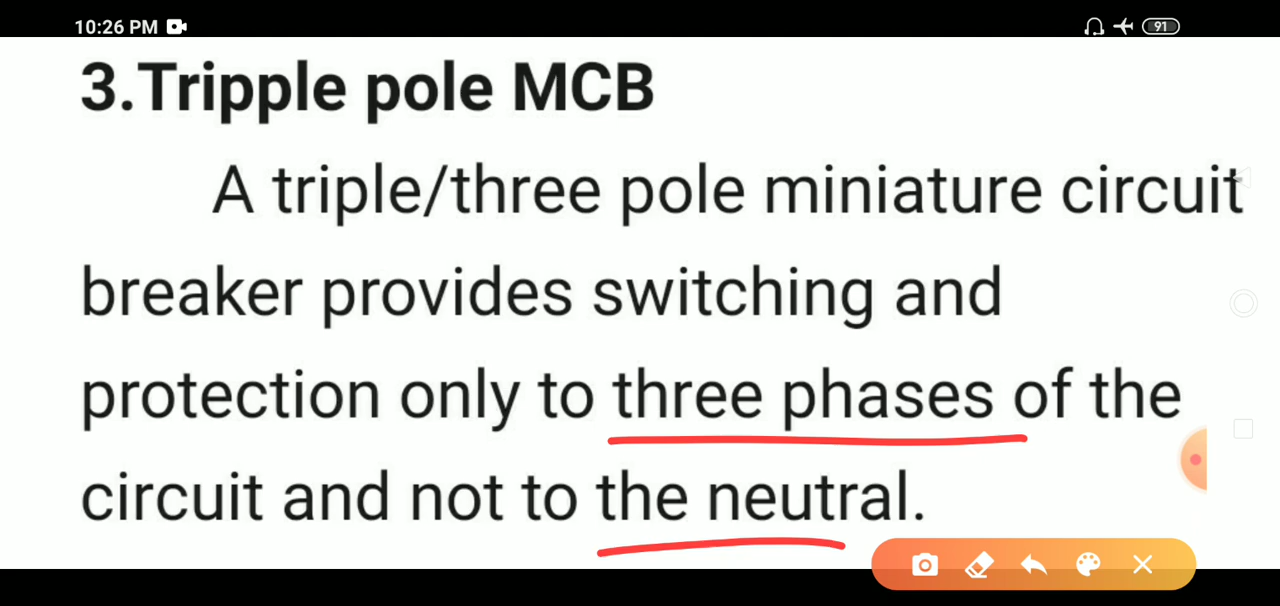 10:26 PM 91
3.Tripple pole MCB
A triple/three pole miniature circuit
breaker provides switching and
protection only to three phases of the
circuit and not to the neutral.